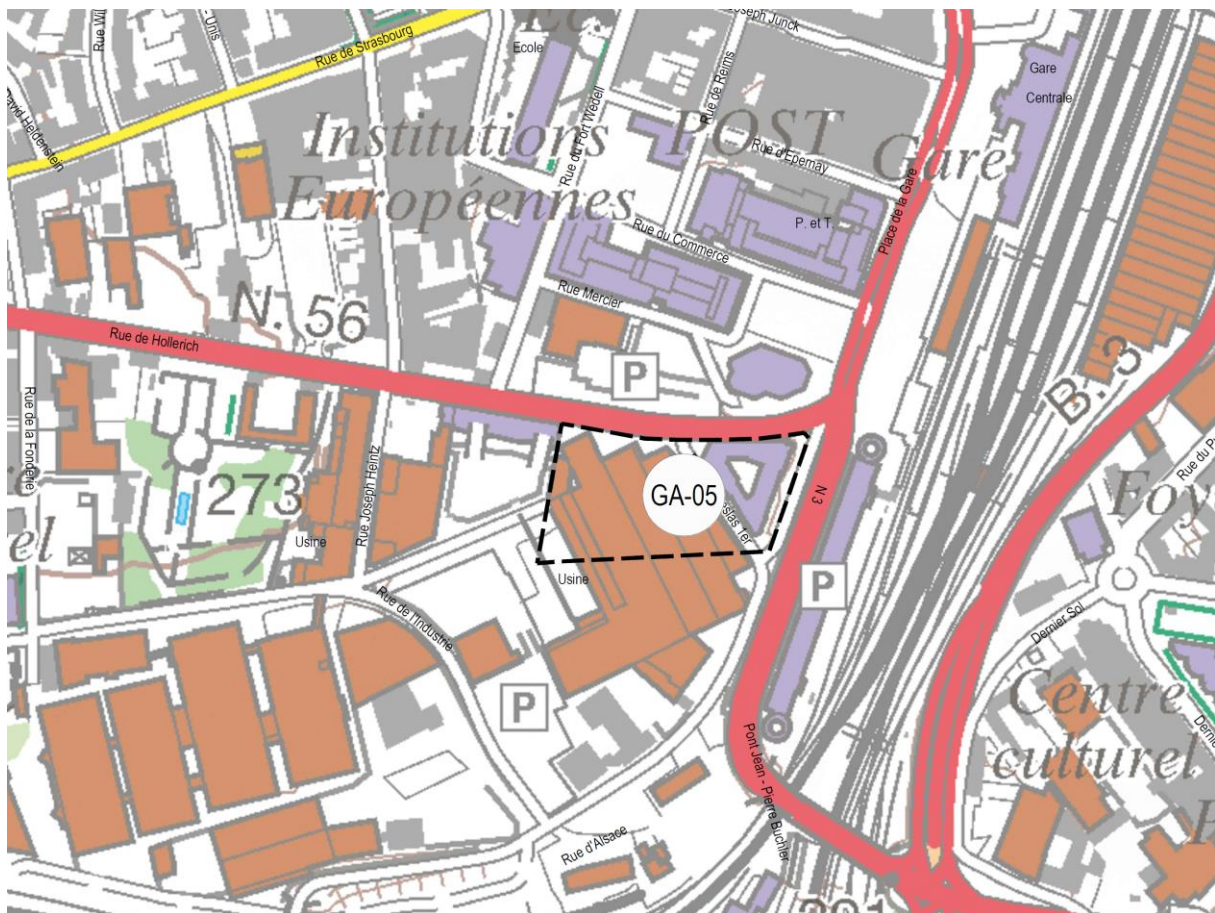 Joseph Junck
Rue de Strasbourg
Ecole
Rue de Reims
Gare
Centrale
David Heldenstein
Rue du Fort Wedell
Institutions
Européennes
POST
Gare
Rue d'Epernay
P. et T.
Place de la Gare
Rue du Commerce
Rue Mercier
N. 56
Rue de Hollerich
P
B. 3
Rue de la Fonderie
Rue Joseph Heintz
273
Usine
GA-05
N 3
Usine
P
Rue de l'Industrie
P
Dernier Sol
Centre
culturel
Pont Jean - Pierre Buchler
Rue d'Alsace